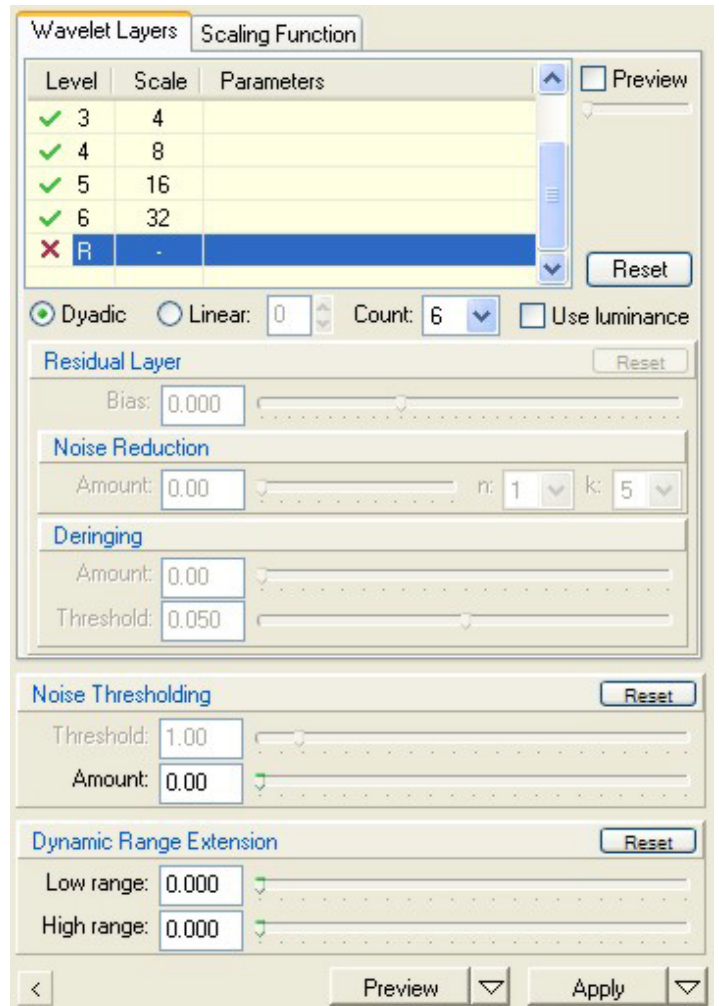 Wavelet Layers Scaling Function
Level Scale Parameters Preview
3 4
4 8
5 16
6 32
R - Reset
Dyadic Linear: 0 Count: 6 Use luminance
Residual Layer Reset
Bias: 0.000
Noise Reduction
Amount: 0.00 n: 1 k: 5
Deringing
Amount: 0.00
Threshold: 0.050
Noise Thresholding Reset
Threshold: 1.00
Amount: 0.00
Dynamic Range Extension Reset
Low range: 0.000
High range: 0.000
< Preview Apply